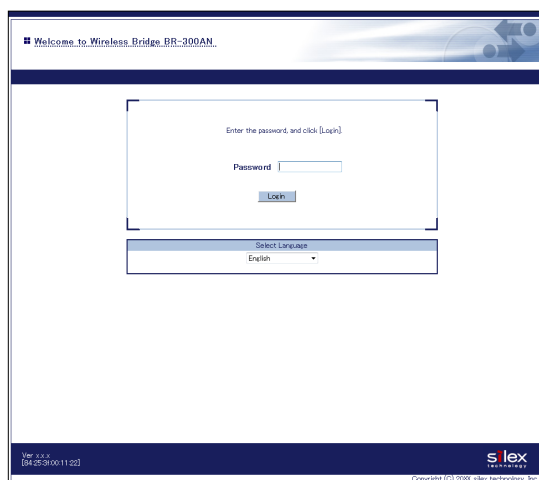 Welcome to Wireless Bridge BR-300AN
Enter the password, and click [Login].
Password
Login
Select Language
English
Ver x.x.x
[84:25:3f:00:11:22]
silex
technology
Copyright (C) 20XX silex technology, Inc.